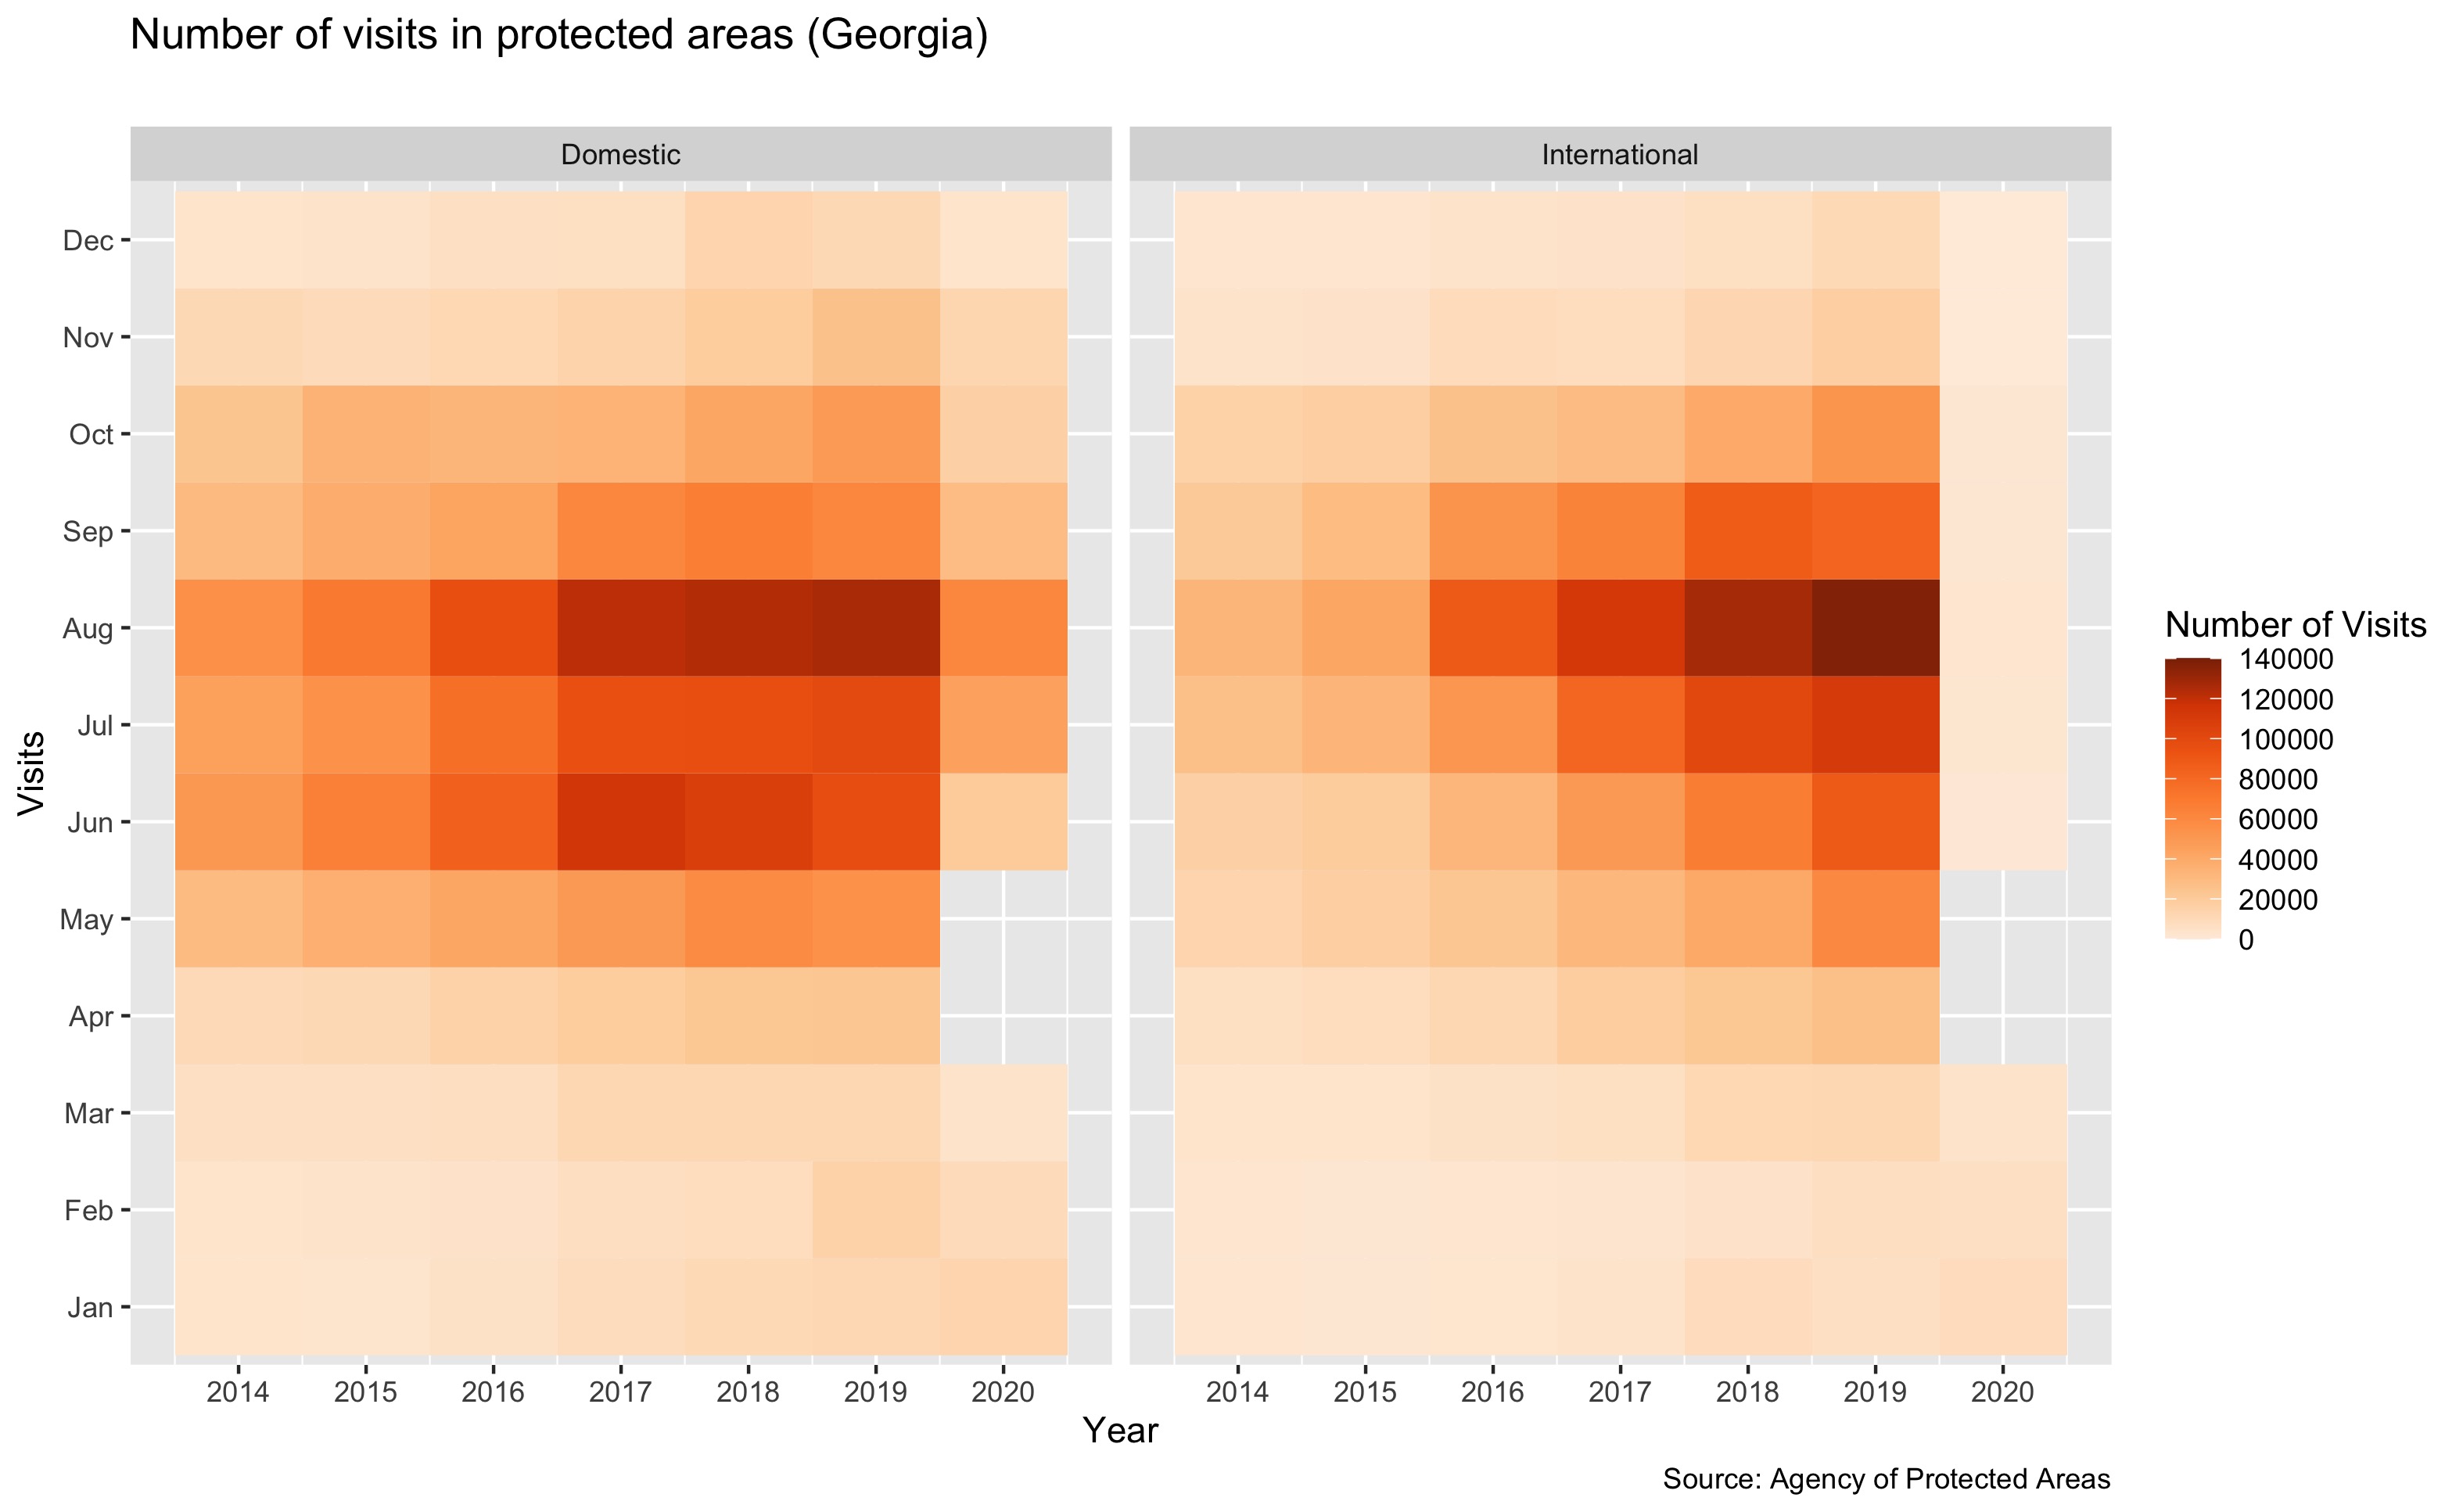 Number of visits in protected areas (Georgia)
Domestic
International
Visits
Dec
Nov
Oct
Sep
Aug
Jul
Jun
May
Apr
Mar
Feb
Jan
2014 2015 2016 2017 2018 2019 2020
2014 2015 2016 2017 2018 2019 2020
Year
Number of Visits
140000
120000
100000
80000
60000
40000
20000
0
Source: Agency of Protected Areas